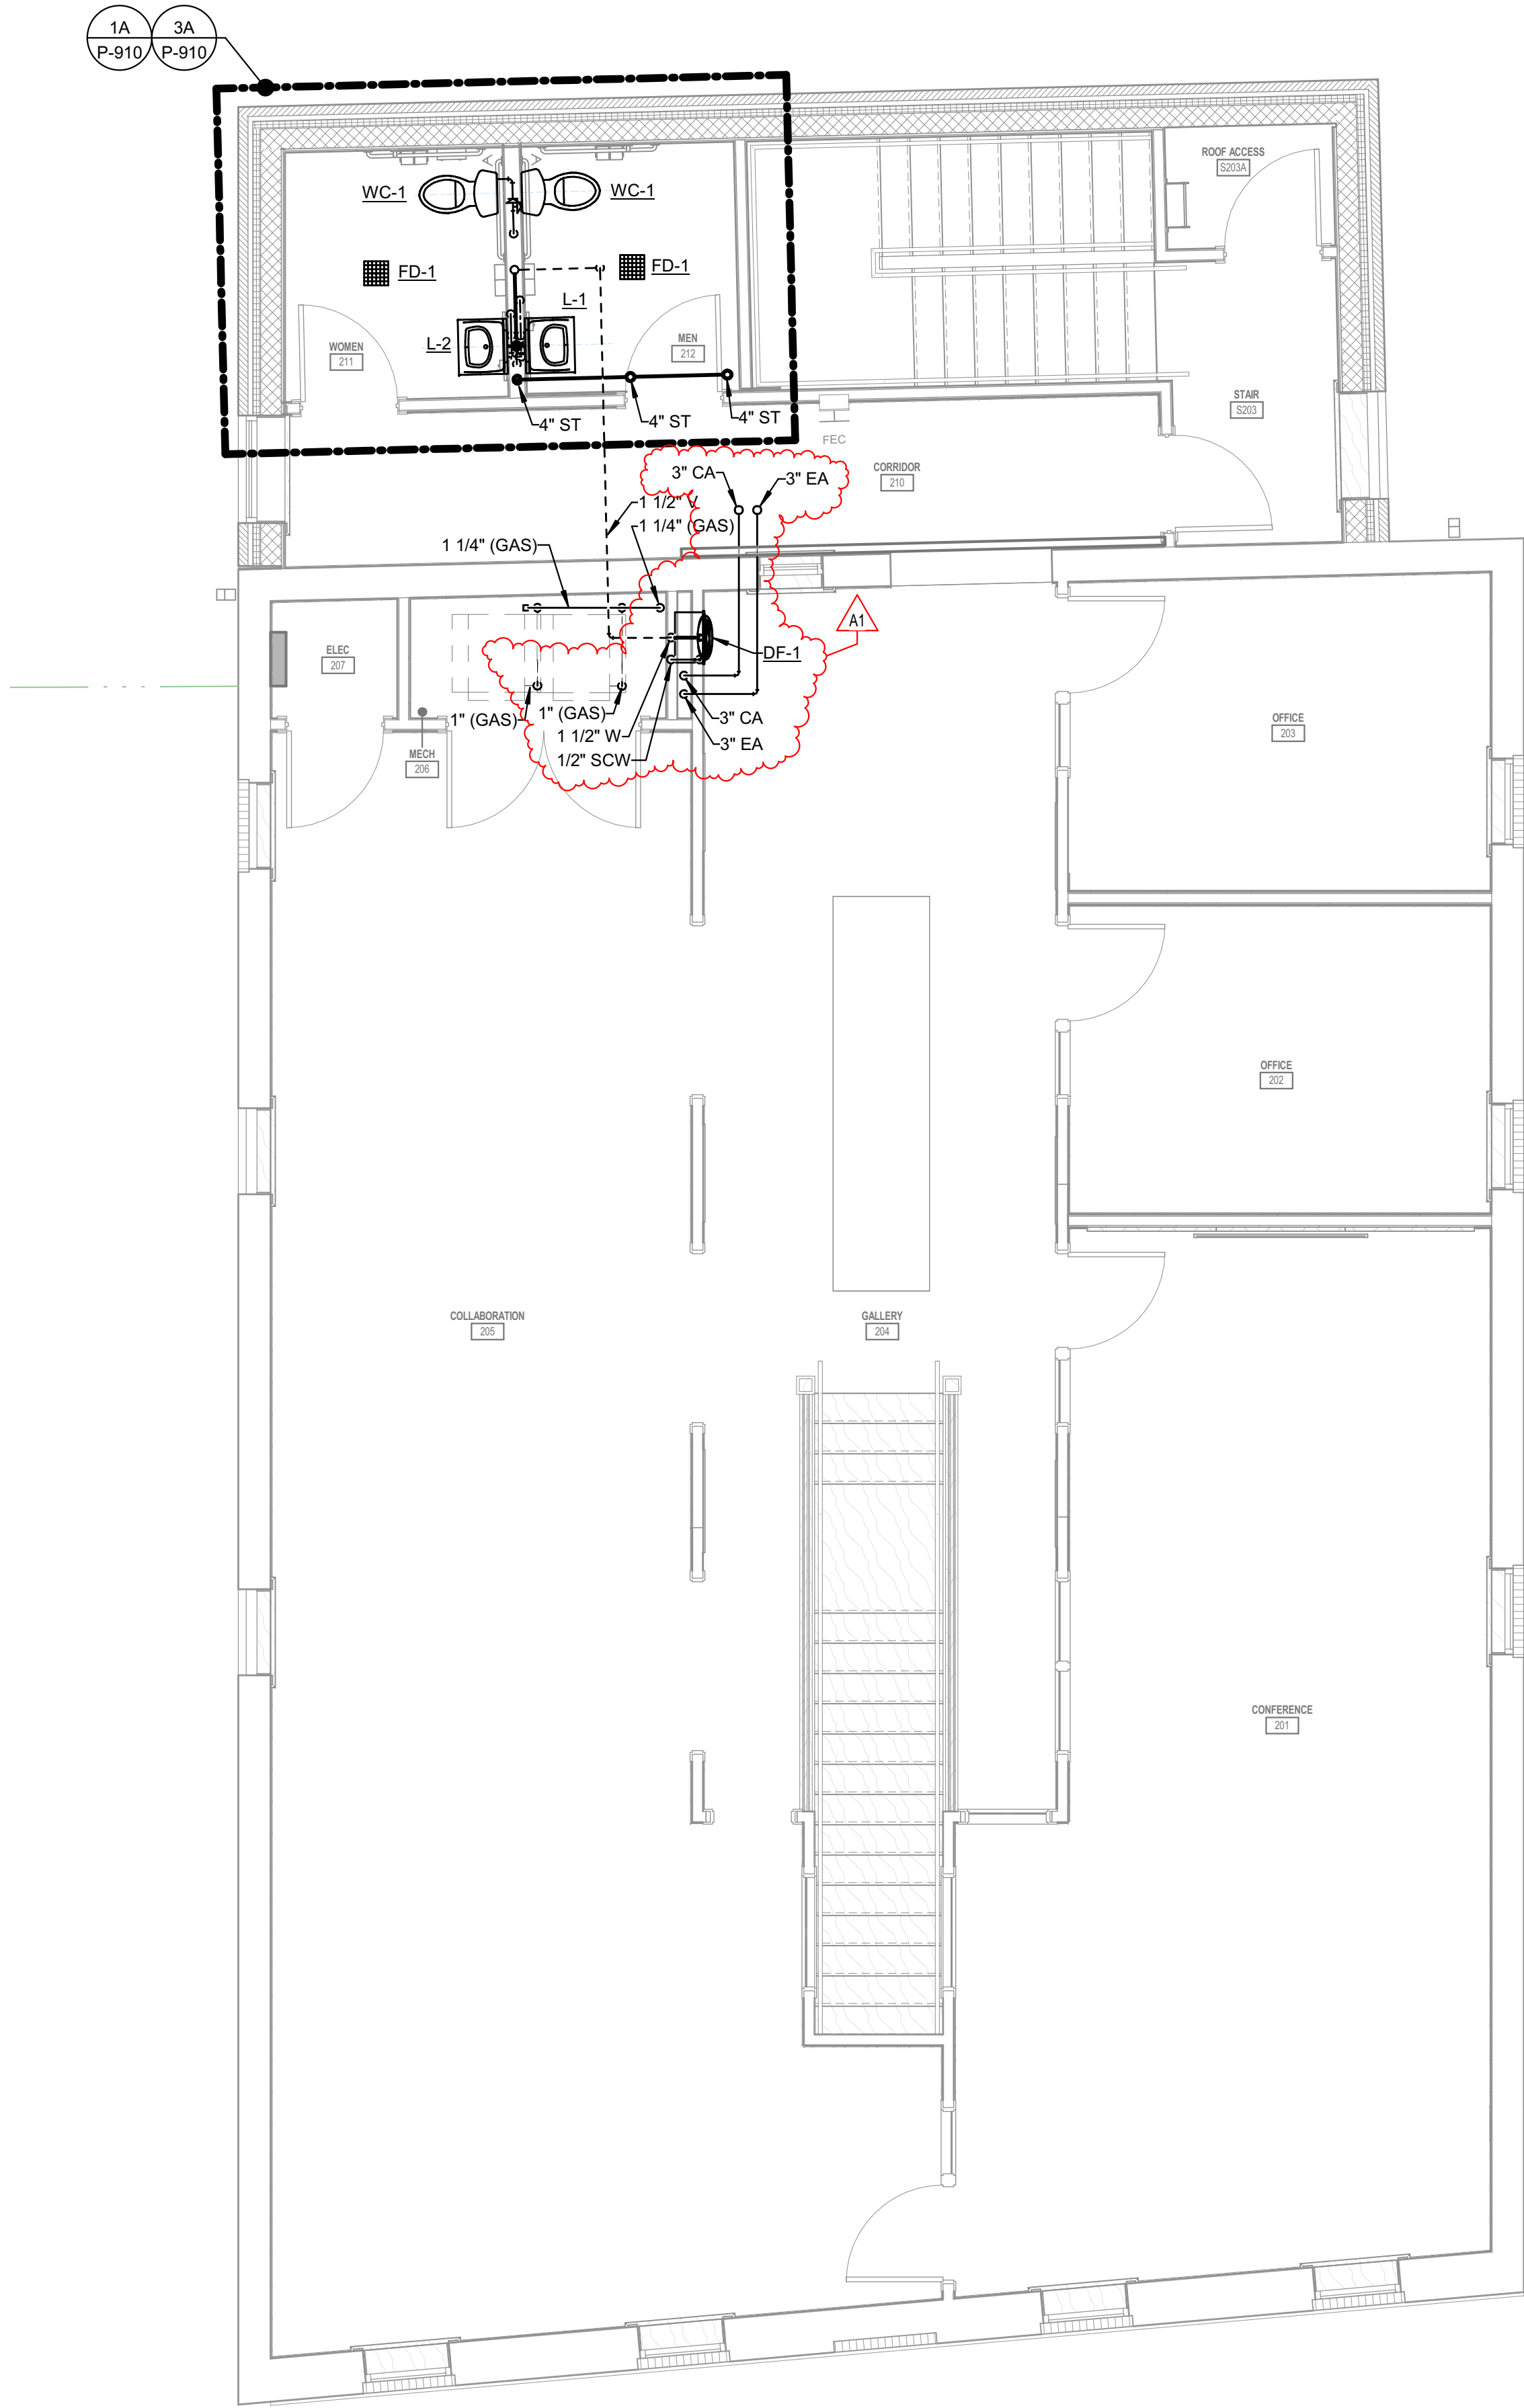 1A
P-910
3A
P-910
ROOF ACCESS
S203A
WC-1
WC-1
FD-1
FD-1
L-1
L-2
WOMEN
211
MEN
212
STAIR
S203
4" ST
4" ST
4" ST
FEC
CORRIDOR
210
3" CA
3" EA
1 1/2" V
1 1/4" (GAS)
1 1/4" (GAS)
A1
ELEC
207
DF-1
1" (GAS)
1" (GAS)
3" CA
1 1/2" W
3" EA
1/2" SCW
MECH
206
OFFICE
203
OFFICE
202
COLLABORATION
205
GALLERY
204
CONFERENCE
201